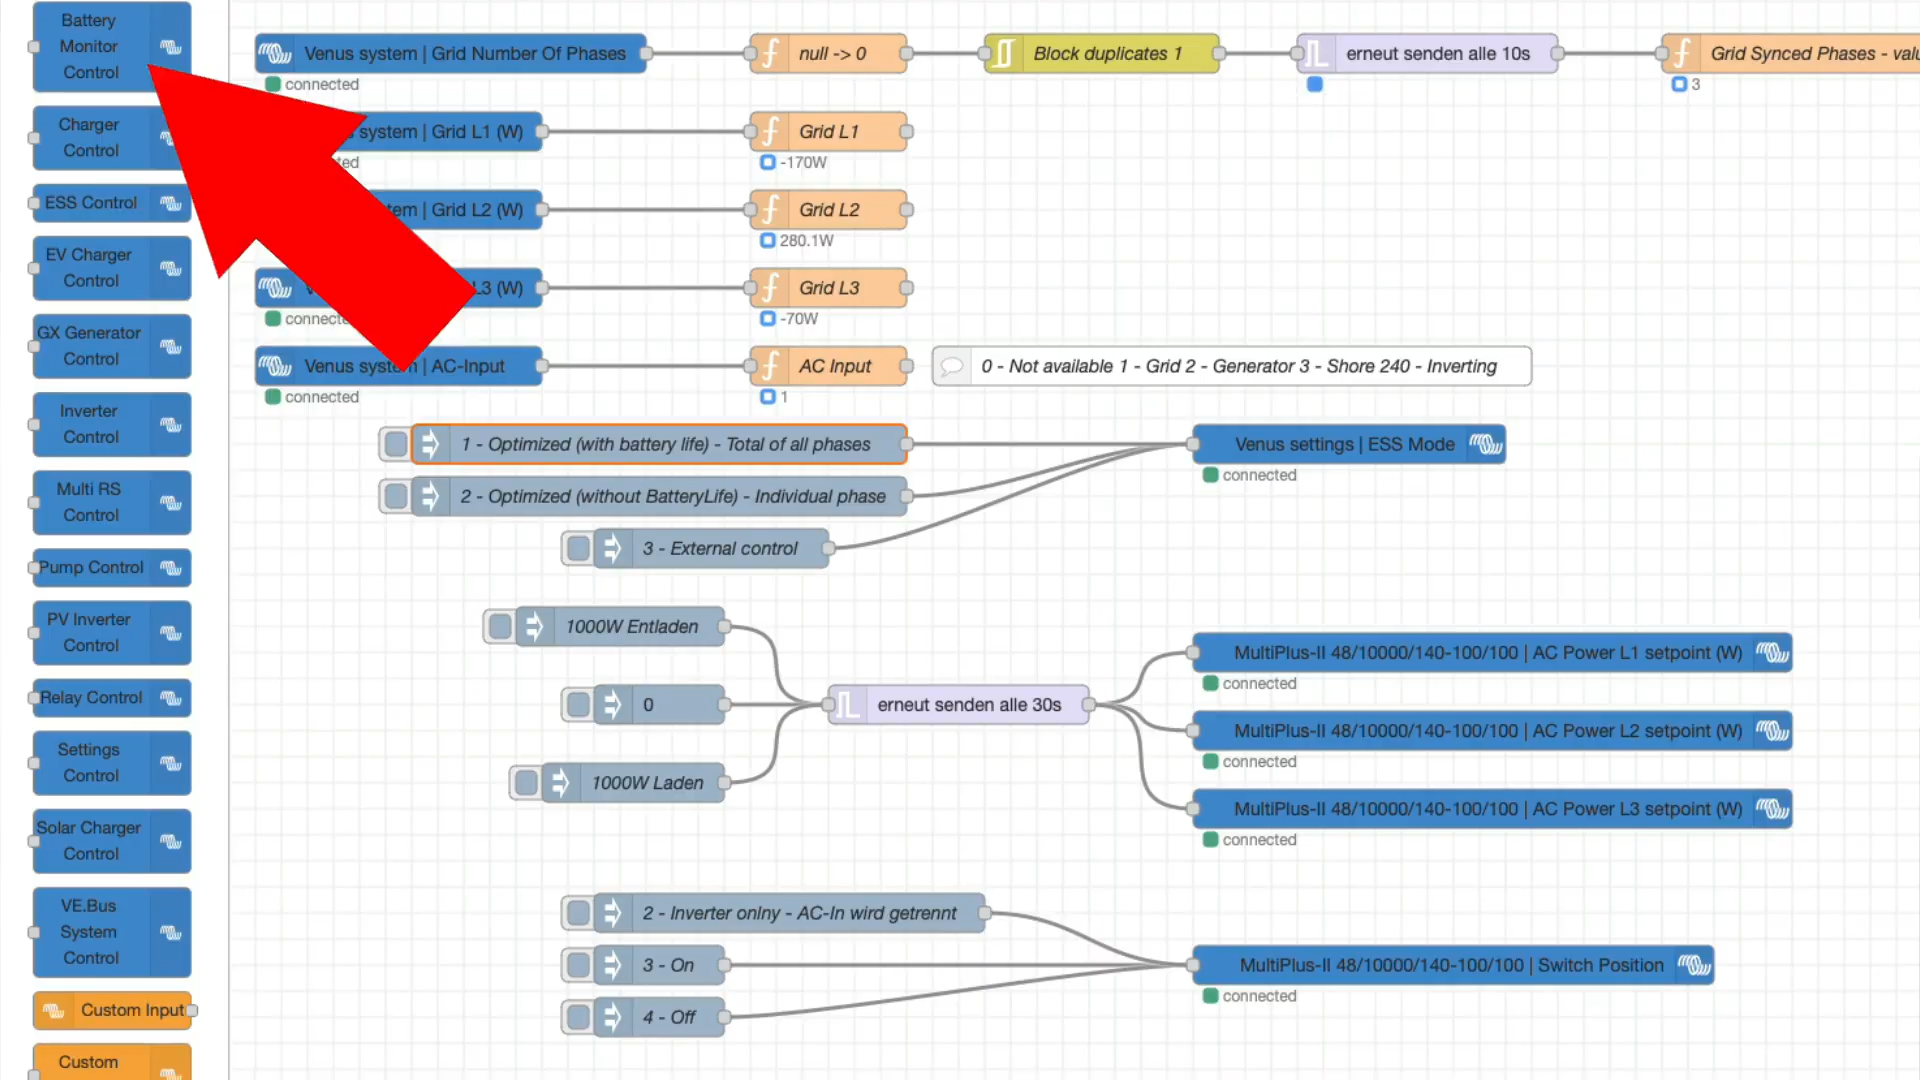 Battery
Monitor
Control
Charger
Control
ESS Control
EV Charger
Control
GX Generator
Control
Inverter
Control
Multi RS
Control
Pump Control
PV Inverter
Control
Relay Control
Settings
Control
Solar Charger
Control
VE.Bus
System
Control
Custom Input
Custom
Venus system | Grid Number Of Phases
connected
null -> 0
Block duplicates 1
erneut senden alle 10s
Grid Synced Phases -
3
system | Grid L1 (W)
Grid L1
-170W
| Grid L2 (W)
Grid L2
280.1W
L3 (W)
Grid L3
-70W
Venus system | AC-Input
connected
AC Input
1
0 - Not available 1 - Grid 2 - Generator 3 - Shore 240 - Inverting
1 - Optimized (with battery life) - Total of all phases
2 - Optimized (without BatteryLife) - Individual phase
3 - External control
Venus settings | ESS Mode
connected
1000W Entladen
0
1000W Laden
erneut senden alle 30s
MultiPlus-II 48/10000/140-100/100 | AC Power L1 setpoint (W)
connected
MultiPlus-II 48/10000/140-100/100 | AC Power L2 setpoint (W)
connected
MultiPlus-II 48/10000/140-100/100 | AC Power L3 setpoint (W)
connected
2 - Inverter onlny - AC-In wird getrennt
3 - On
4 - Off
MultiPlus-II 48/10000/140-100/100 | Switch Position
connected